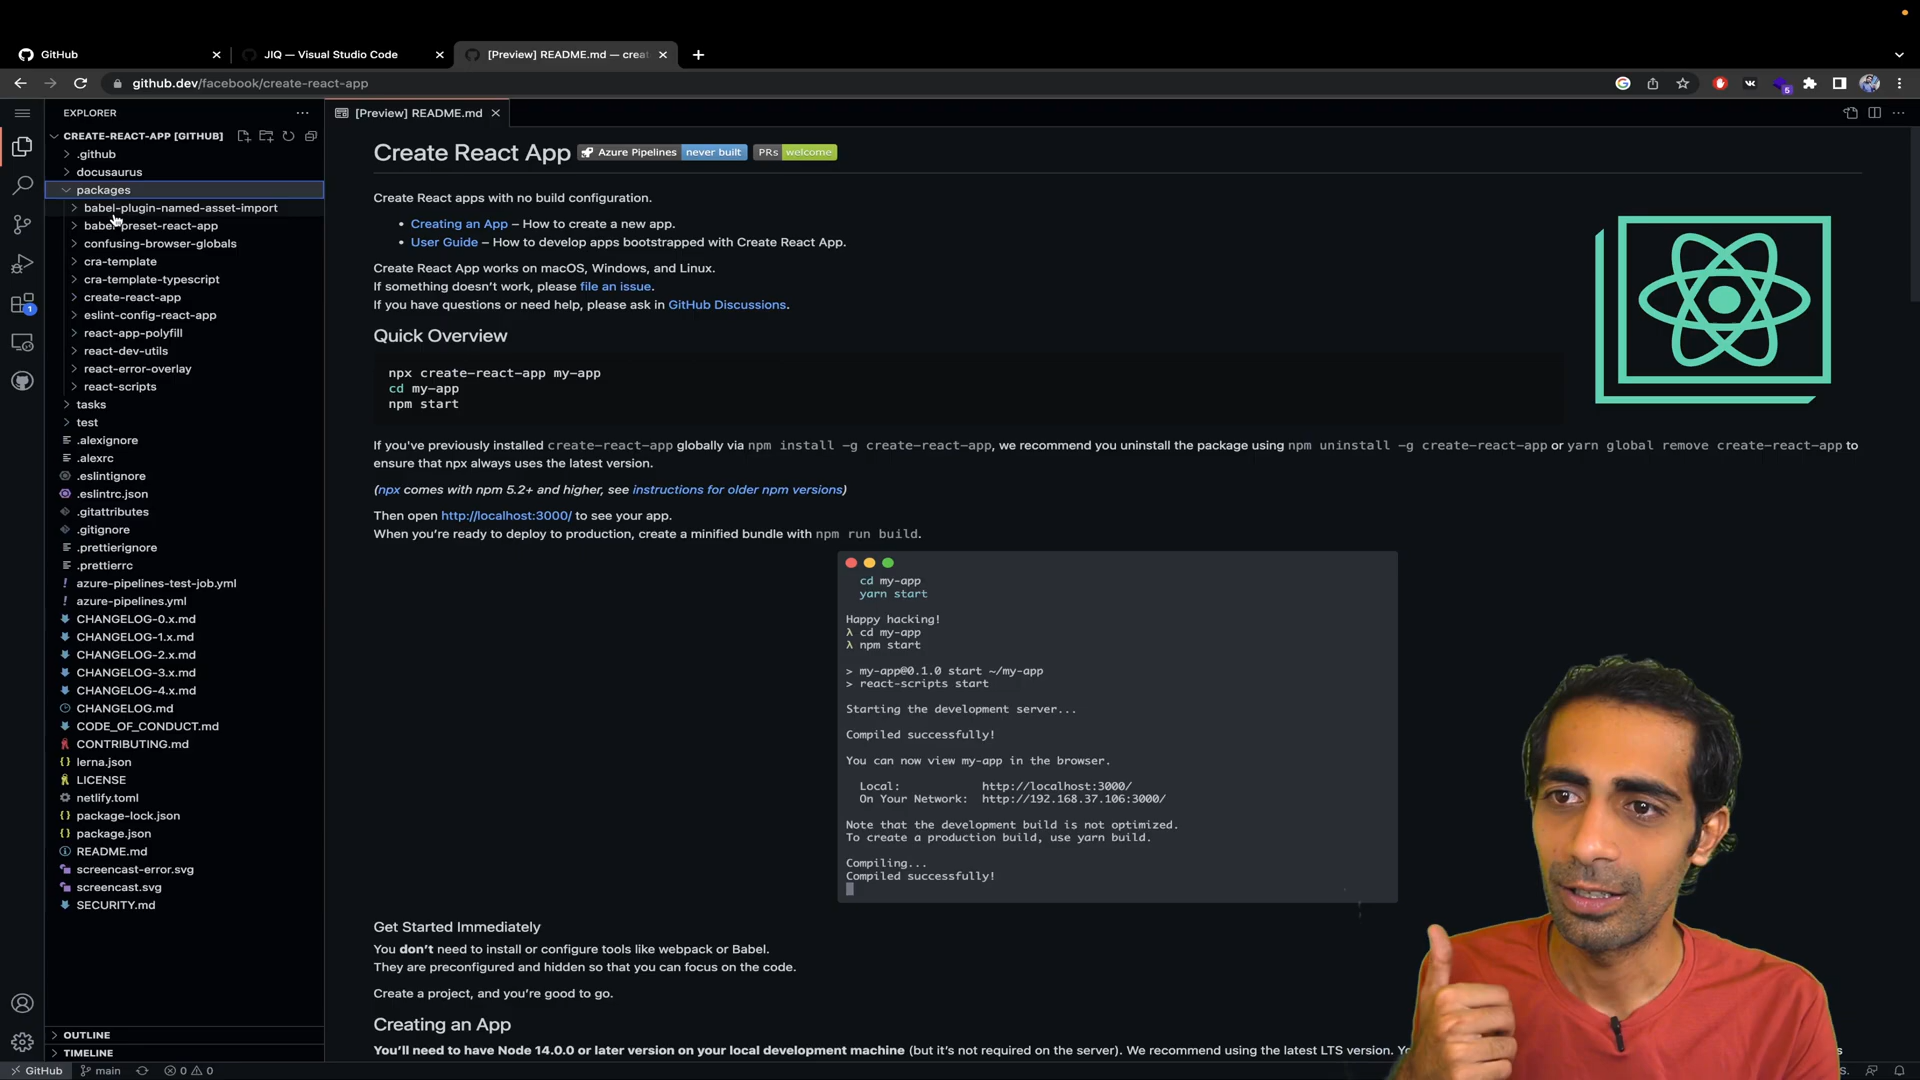 GitHub
JIQ — Visual Studio Code
[Preview] README.md — crea
github.dev/facebook/create-react-app
5
EXPLORER
[Preview] README.md
CREATE-REACT-APP [GITHUB]
.github
docusaurus
packages
babel-plugin-named-asset-import
babel-preset-react-app
confusing-browser-globals
cra-template
cra-template-typescript
create-react-app
eslint-config-react-app
react-app-polyfill
react-dev-utils
react-error-overlay
react-scripts
tasks
test
.alexignore
.alexrc
.eslintignore
.eslintrc.json
.gitattributes
.gitignore
.prettierignore
.prettierrc
azure-pipelines-test-job.yml
azure-pipelines.yml
CHANGELOG-0.x.md
CHANGELOG-1.x.md
CHANGELOG-2.x.md
CHANGELOG-3.x.md
CHANGELOG-4.x.md
CHANGELOG.md
CODE_OF_CONDUCT.md
CONTRIBUTING.md
lerna.json
LICENSE
netlify.toml
package-lock.json
package.json
README.md
screencast-error.svg
screencast.svg
SECURITY.md
OUTLINE
TIMELINE
1
Create React App Azure Pipelines never built PRs welcome
Create React apps with no build configuration.
• Creating an App – How to create a new app.
• User Guide – How to develop apps bootstrapped with Create React App.
Create React App works on macOS, Windows, and Linux.
If something doesn't work, please file an issue.
If you have questions or need help, please ask in GitHub Discussions.
Quick Overview
npx create-react-app my-app
cd my-app
npm start
If you've previously installed create-react-app globally via npm install -g create-react-app, we recommend you uninstall the package using npm uninstall -g create-react-app or yarn global remove create-react-app to
ensure that npx always uses the latest version.
(npx comes with npm 5.2+ and higher, see instructions for older npm versions)
Then open http://localhost:3000/ to see your app.
When you're ready to deploy to production, create a minified bundle with npm run build.
cd my-app
yarn start
Happy hacking!
λ cd my-app
λ npm start
> my-app@0.1.0 start ~/my-app
> react-scripts start
Starting the development server...
Compiled successfully!
You can now view my-app in the browser.
Local: http://localhost:3000/
On Your Network: http://192.168.37.106:3000/
Note that the development build is not optimized.
To create a production build, use yarn build.
Compiling...
Compiled successfully!
Get Started Immediately
You don't need to install or configure tools like webpack or Babel.
They are preconfigured and hidden so that you can focus on the code.
Create a project, and you're good to go.
Creating an App
You'll need to have Node 14.0.0 or later version on your local development machine (but it's not required on the server). We recommend using the latest LTS version.
GitHub main 0 0